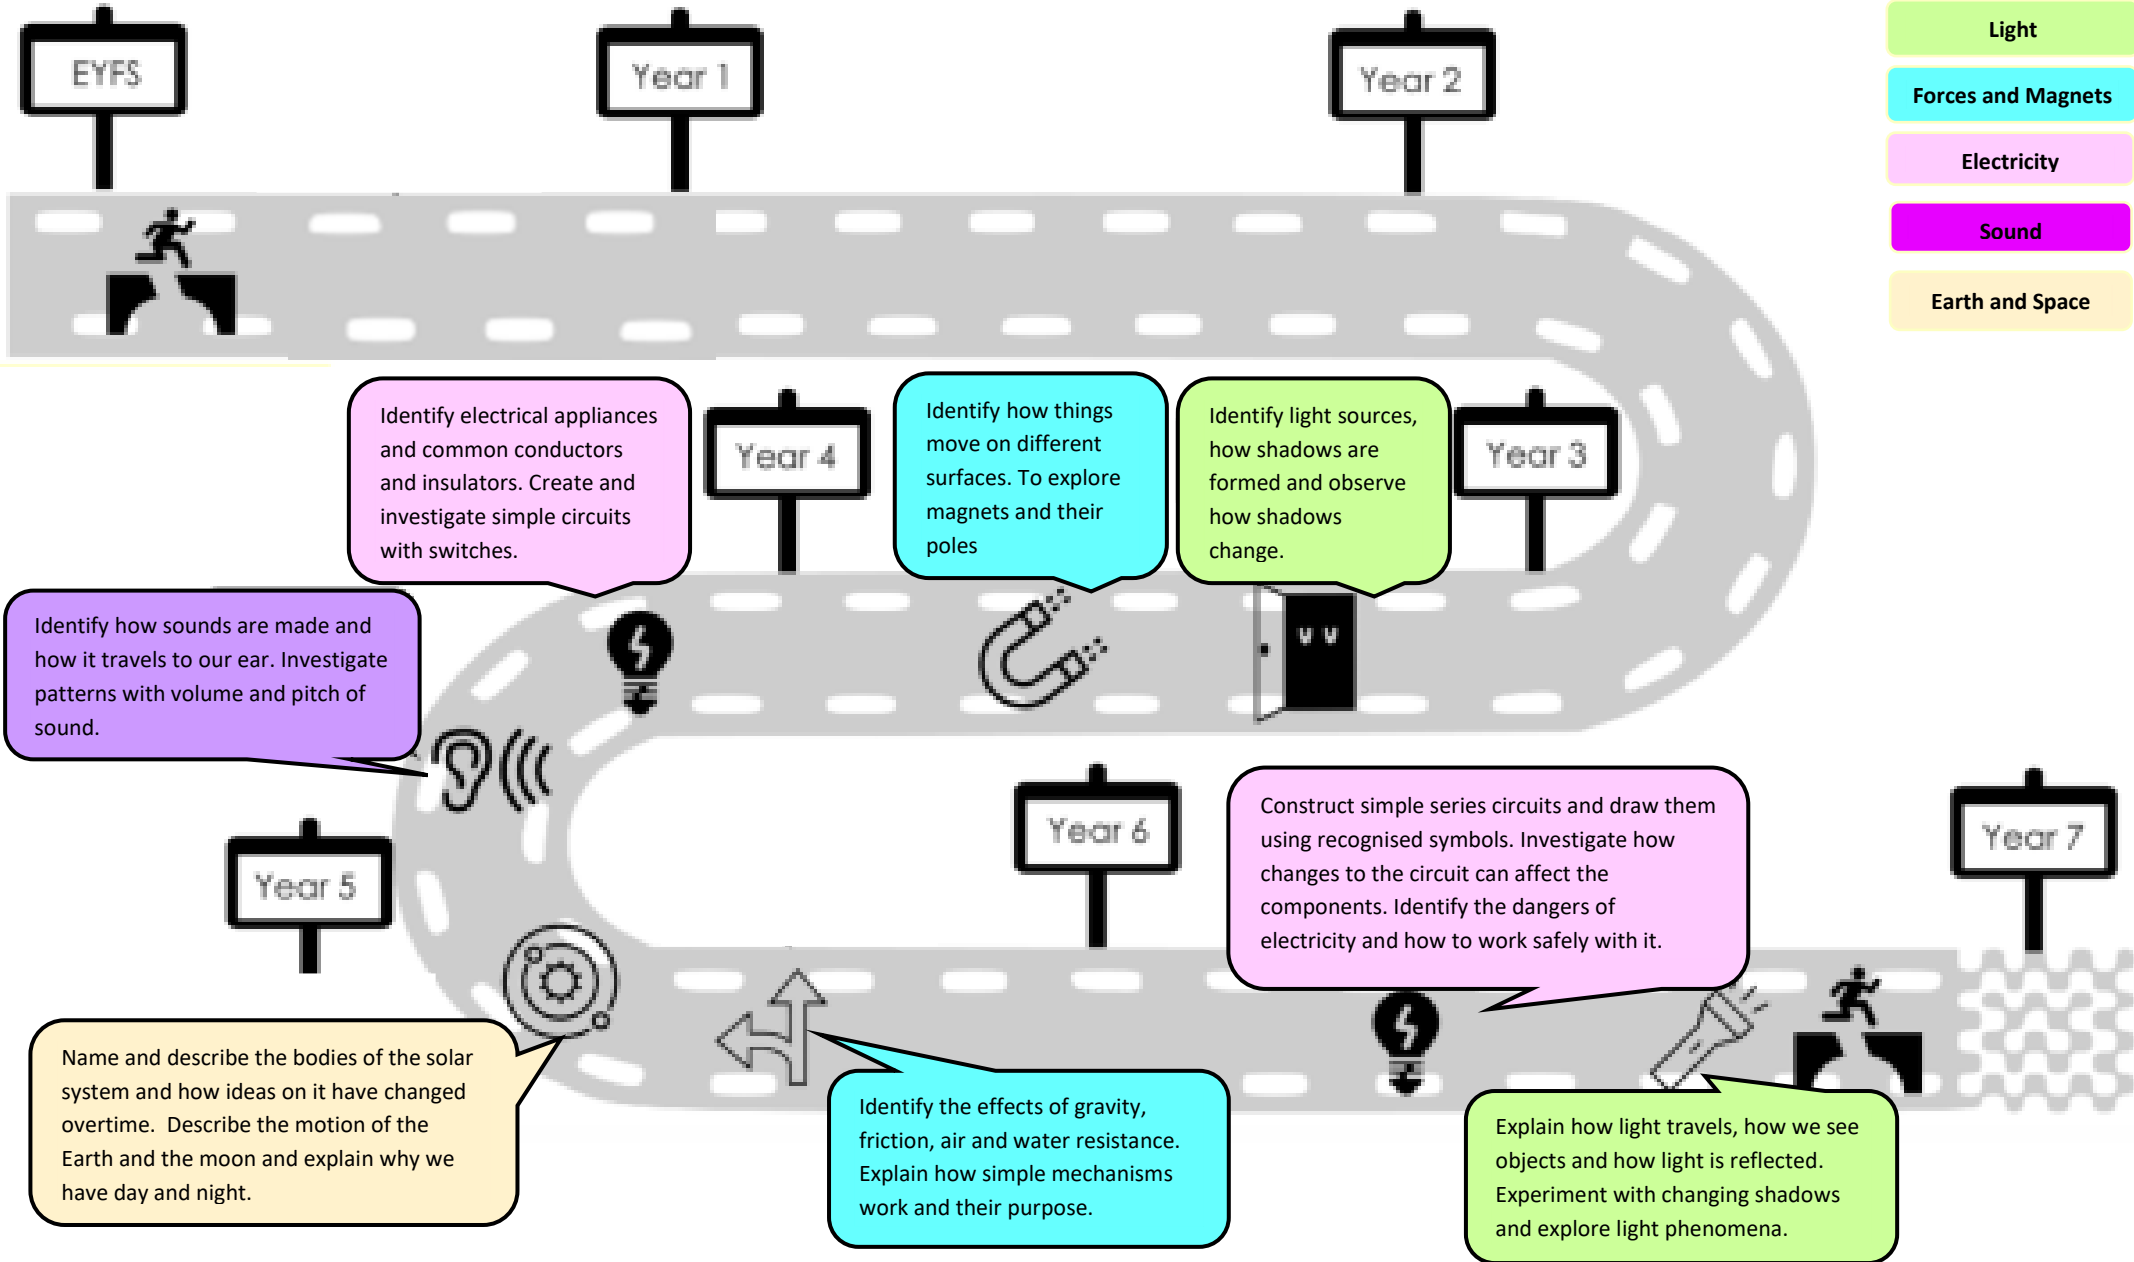 EYFS
Year 1
Year 2
Light
Forces and Magnets
Electricity
Sound
Earth and Space
Year 3
Identify light sources,
how shadows are
formed and observe
how shadows
change.
Identify how things
move on different
surfaces. To explore
magnets and their
poles
Year 4
Identify electrical appliances
and common conductors
and insulators. Create and
investigate simple circuits
with switches.
Identify how sounds are made and
how it travels to our ear. Investigate
patterns with volume and pitch of
sound.
Year 5
Name and describe the bodies of the solar
system and how ideas on it have changed
overtime.  Describe the motion of the
Earth and the moon and explain why we
have day and night.
Identify the effects of gravity,
friction, air and water resistance.
Explain how simple mechanisms
work and their purpose.
Year 6
Construct simple series circuits and draw them
using recognised symbols. Investigate how
changes to the circuit can affect the
components. Identify the dangers of
electricity and how to work safely with it.
Explain how light travels, how we see
objects and how light is reflected.
Experiment with changing shadows
and explore light phenomena.
Year 7